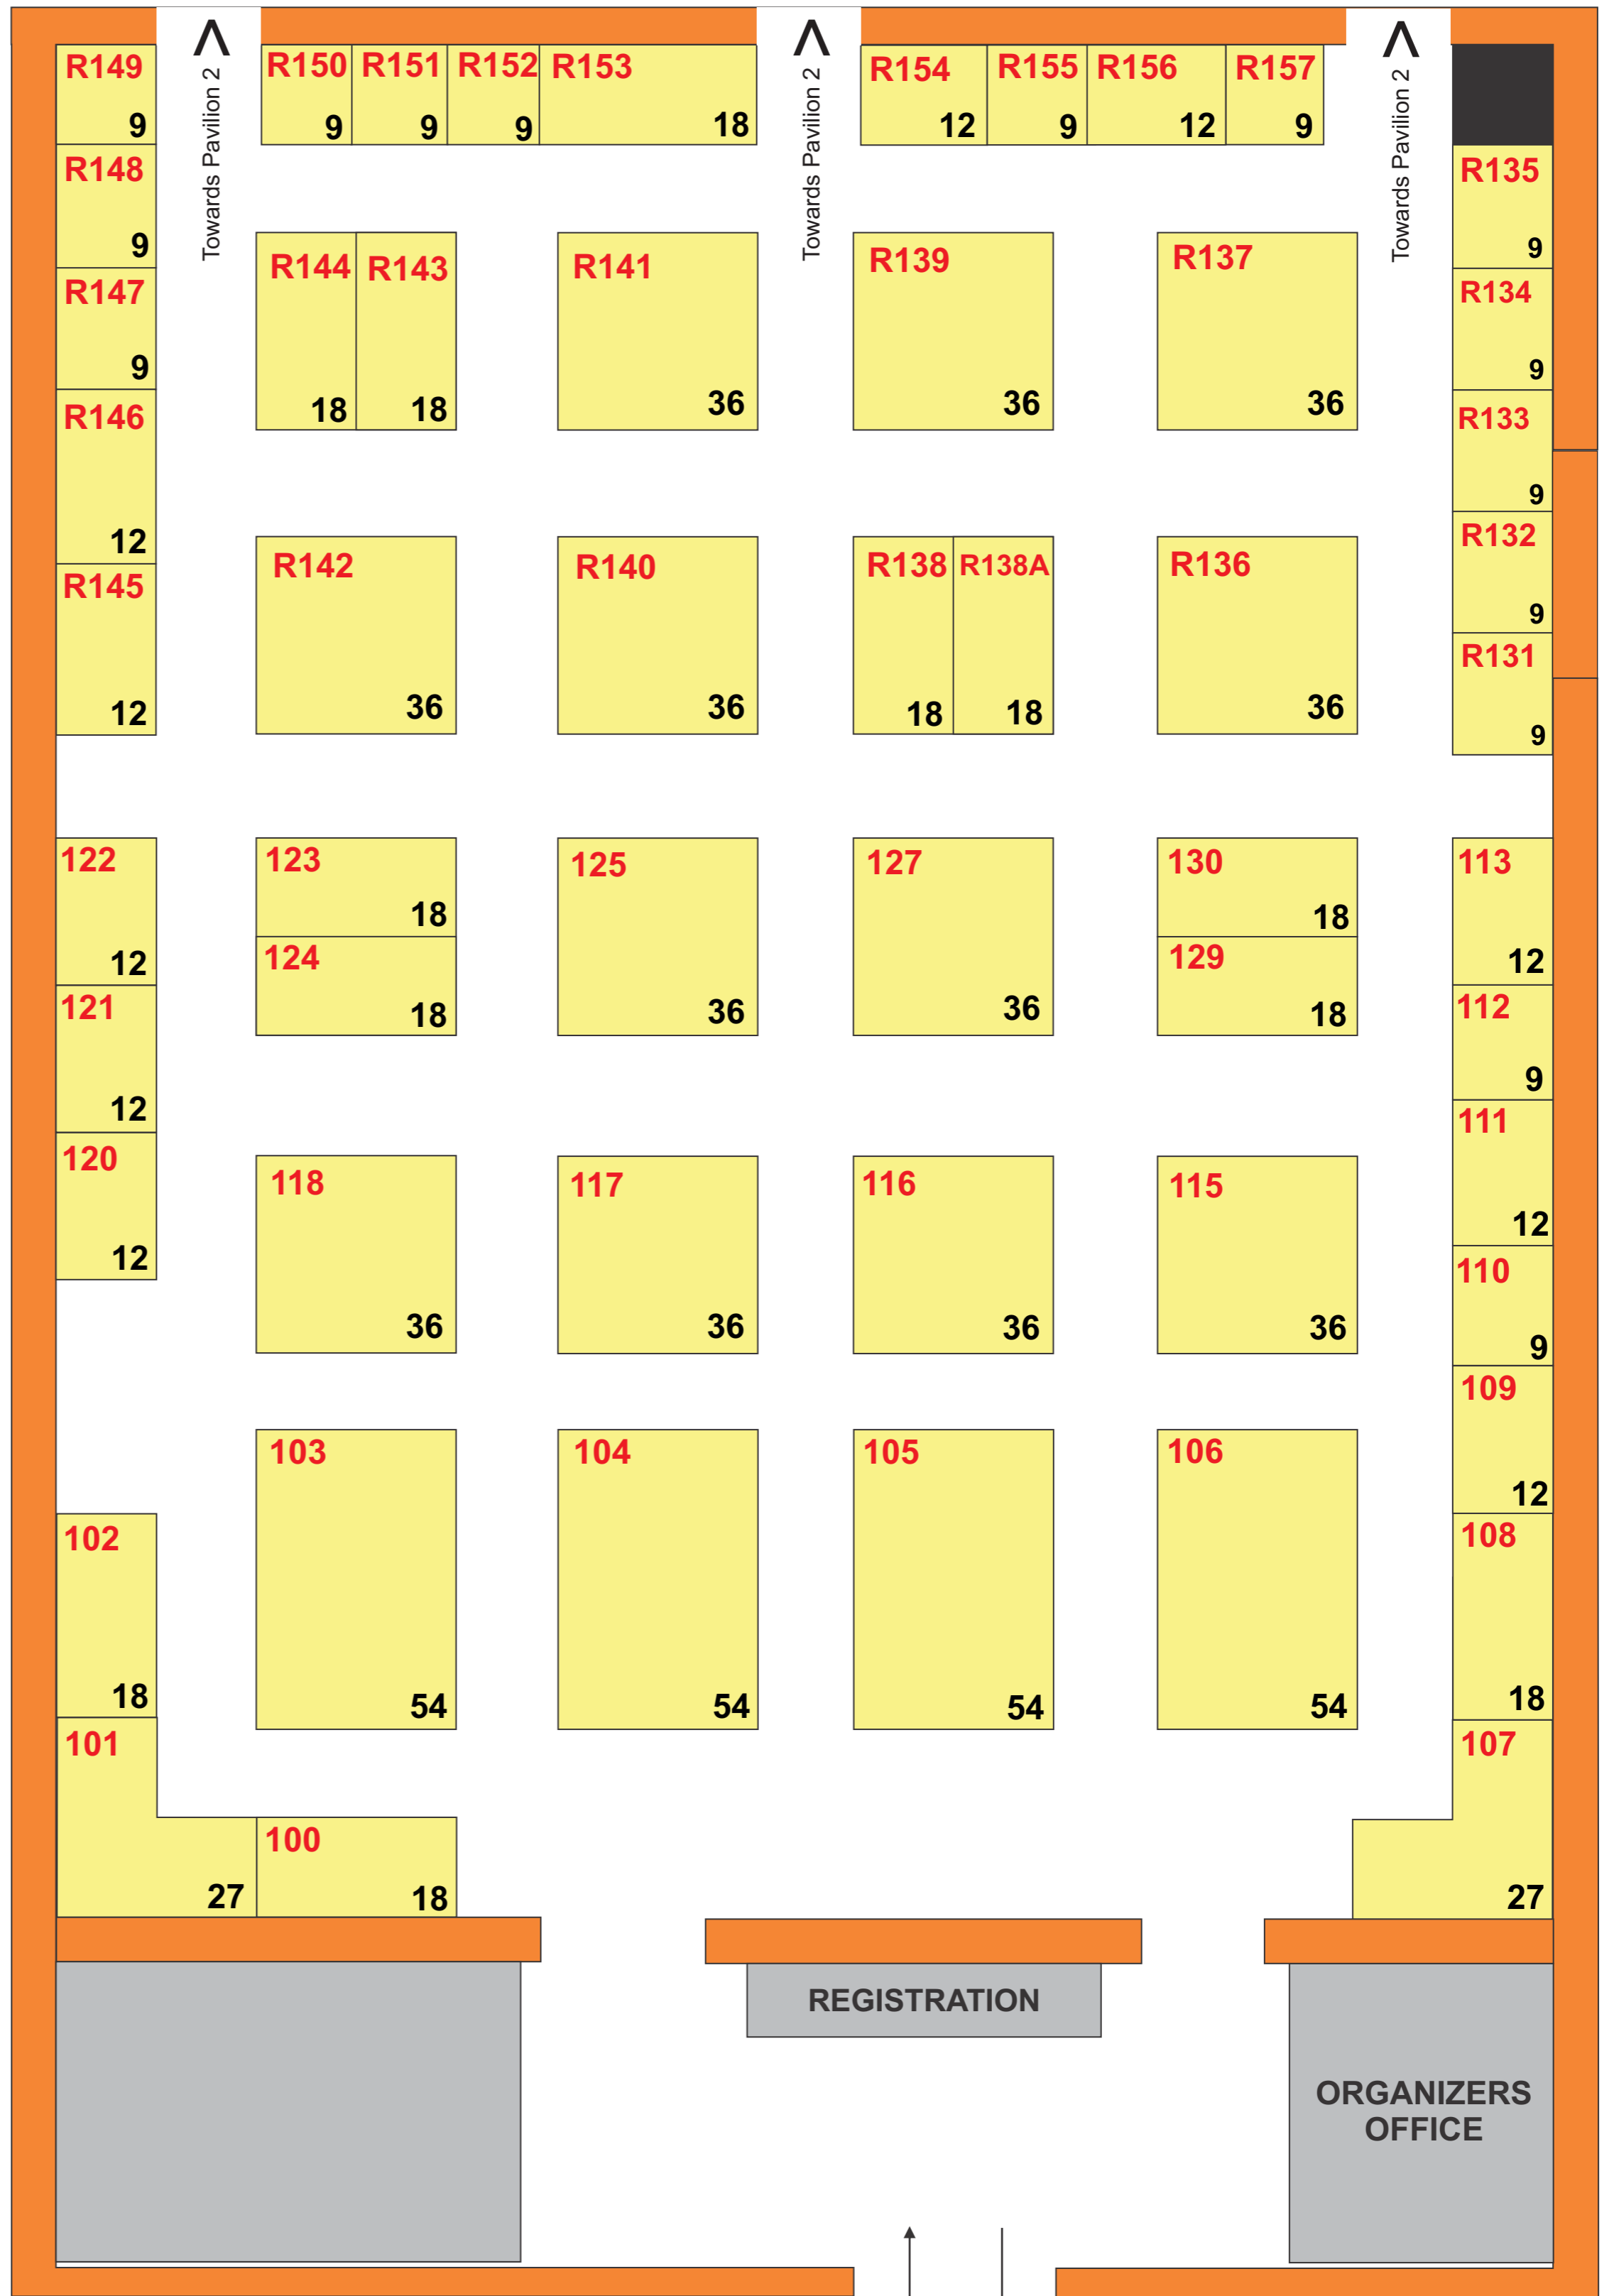 R149
9
Towards Pavilion 2
R150
9
R151
9
R152
9
R153
18
Towards Pavilion 2
R154
12
R155
9
R156
12
R157
9
Towards Pavilion 2
R148
9
R147
9
R146
12
R145
12
R135
9
R134
9
R133
9
R132
9
R131
9
R144
18
R143
18
R141
36
R139
36
R137
36
R142
36
R140
36
R138
18
R138A
18
R136
36
122
12
121
12
120
12
123
18
124
18
125
36
127
36
130
18
129
18
113
12
112
9
111
12
110
9
109
12
108
18
118
36
117
36
116
36
115
36
103
54
104
54
105
54
106
54
102
18
101
27
100
18
107
27
REGISTRATION
ORGANIZERS
OFFICE